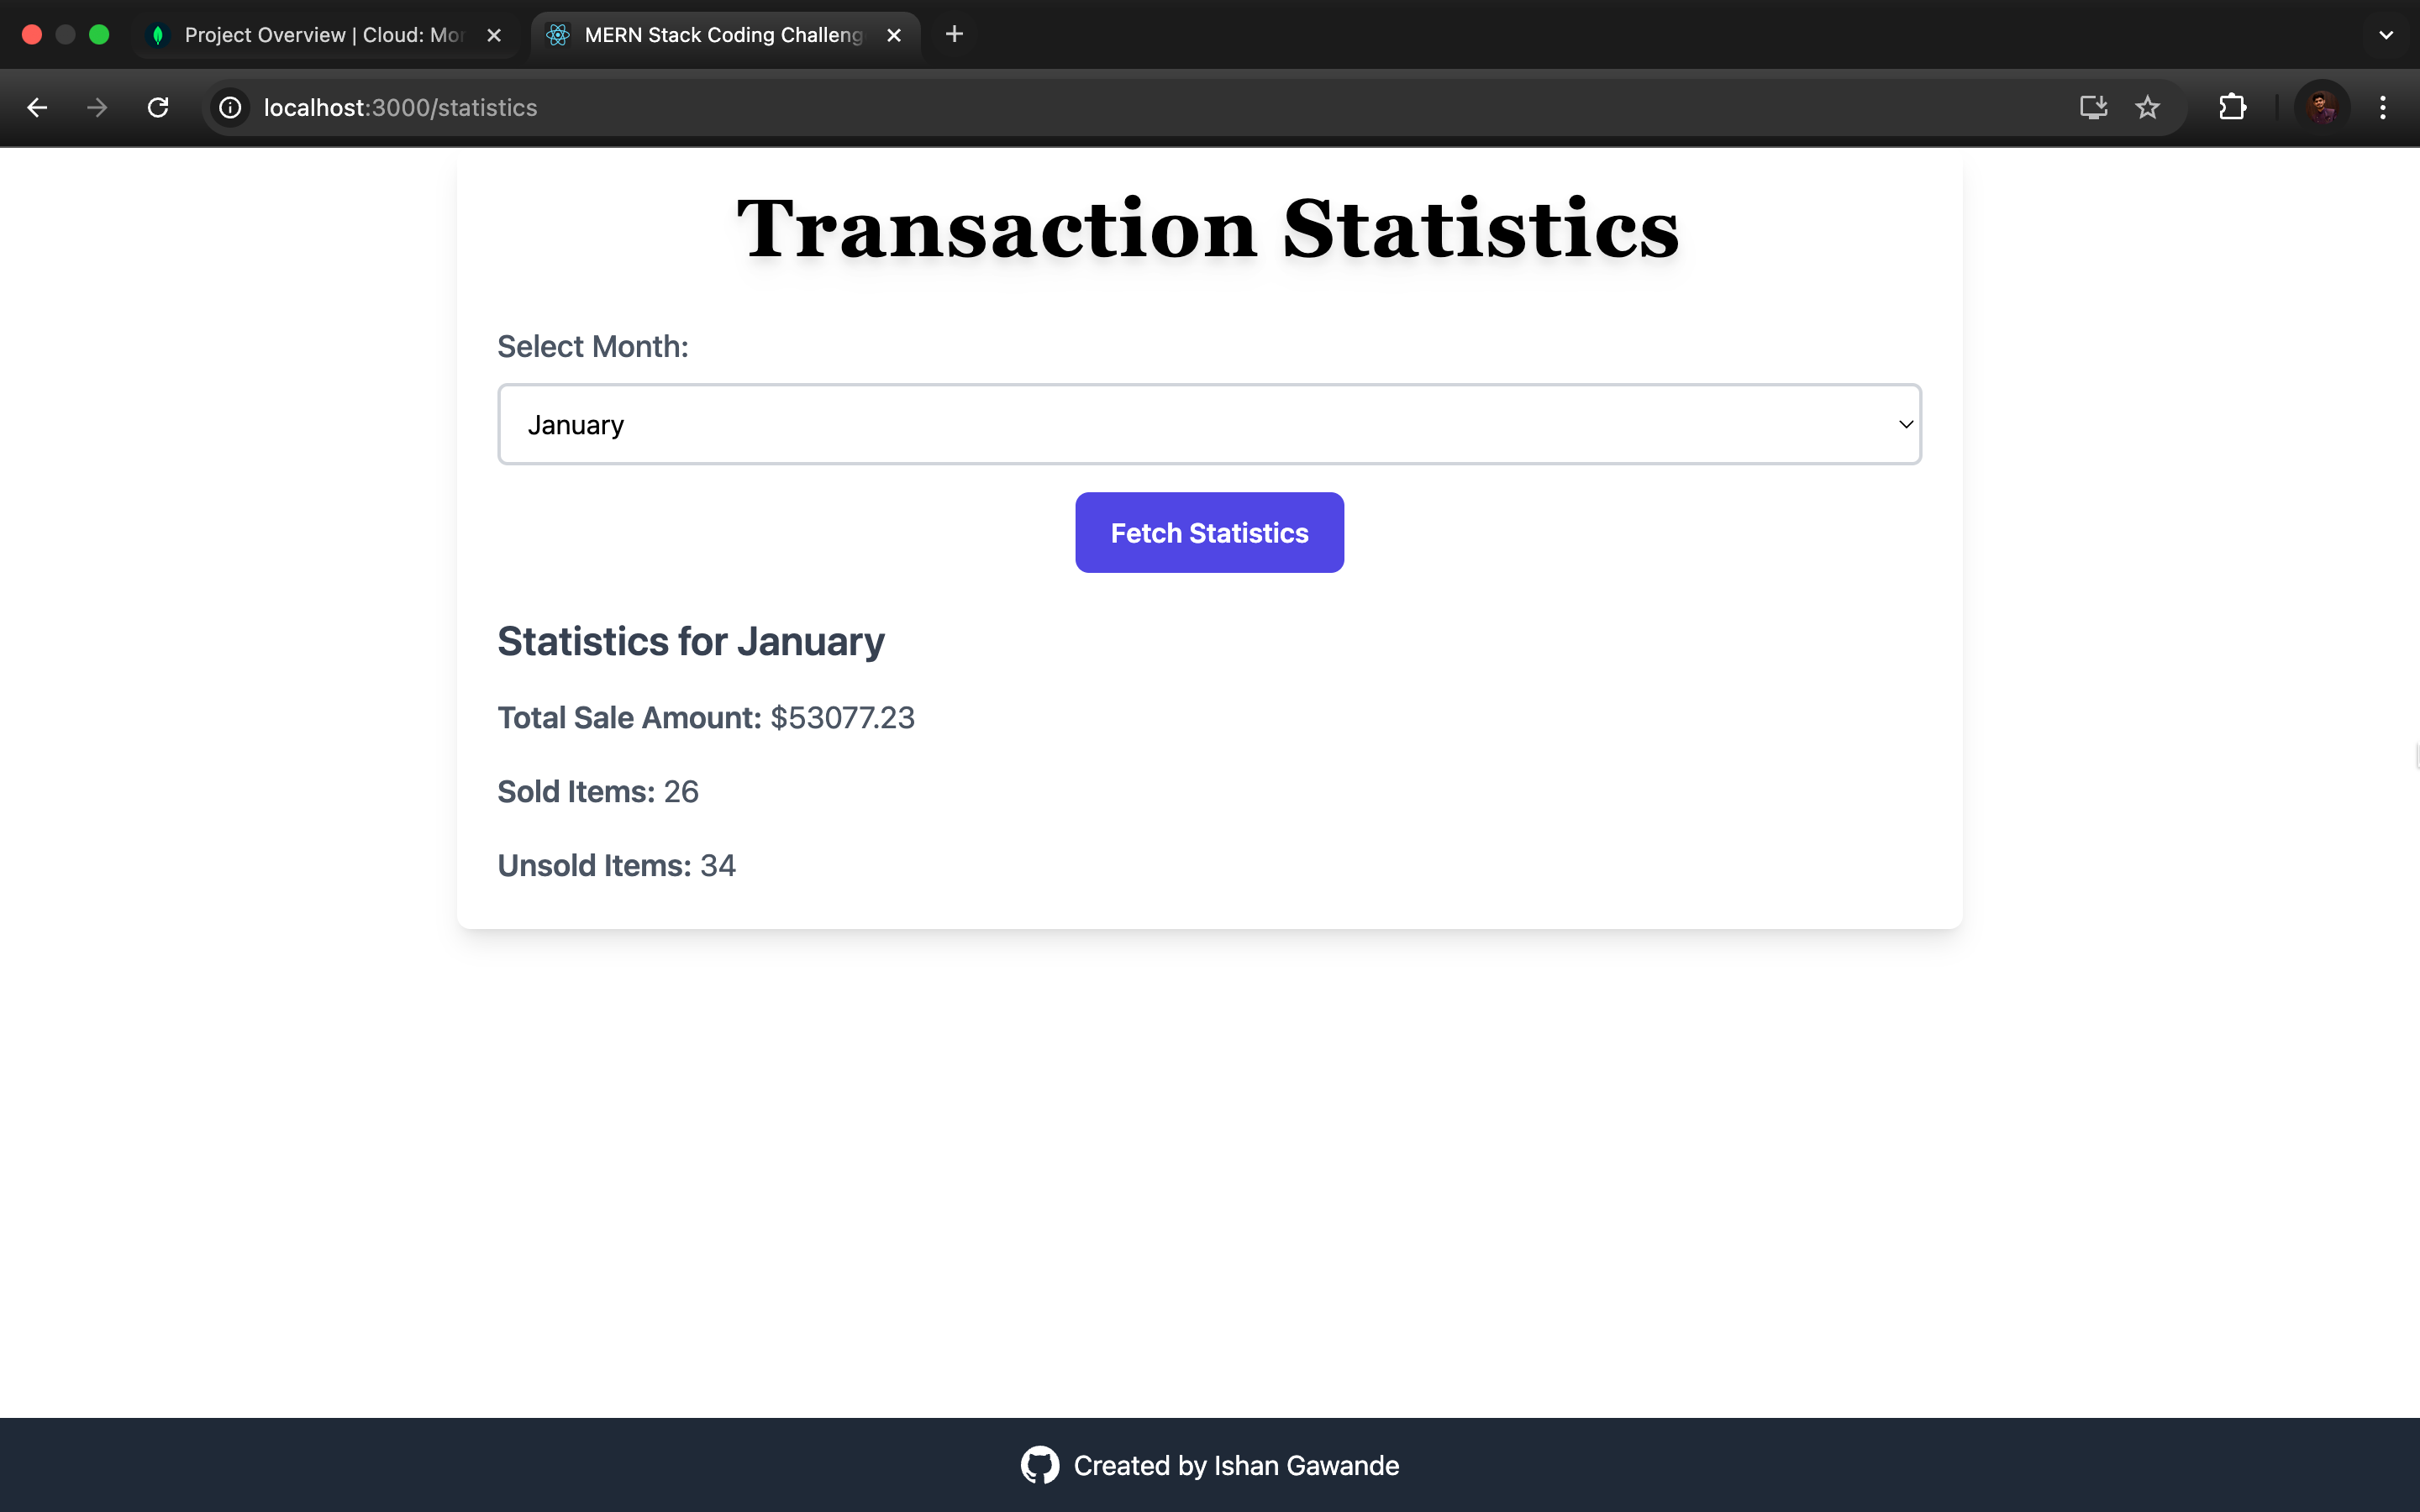 Project Overview | Cloud: Mon
MERN Stack Coding Challeng
localhost:3000/statistics
Transaction Statistics
Select Month:
January
Fetch Statistics
Statistics for January
Total Sale Amount: $53077.23
Sold Items: 26
Unsold Items: 34
Created by Ishan Gawande